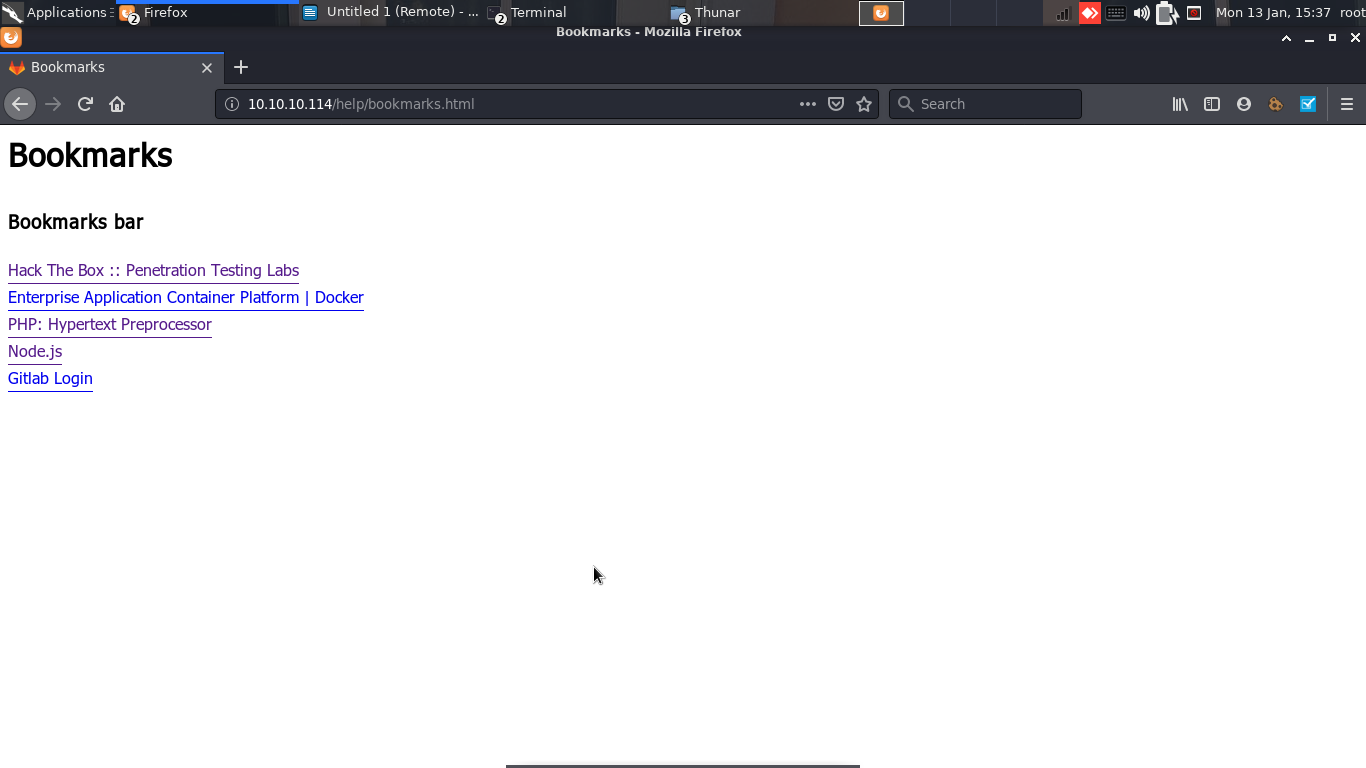 Applications Firefox 2 Untitled 1 (Remote) - ... Terminal 2 Thunar 3 Mon 13 Jan, 15:37 root
Bookmarks - Mozilla Firefox
Bookmarks
10.10.10.114/help/bookmarks.html Search
Bookmarks
Bookmarks bar
Hack The Box :: Penetration Testing Labs
Enterprise Application Container Platform | Docker
PHP: Hypertext Preprocessor
Node.js
Gitlab Login